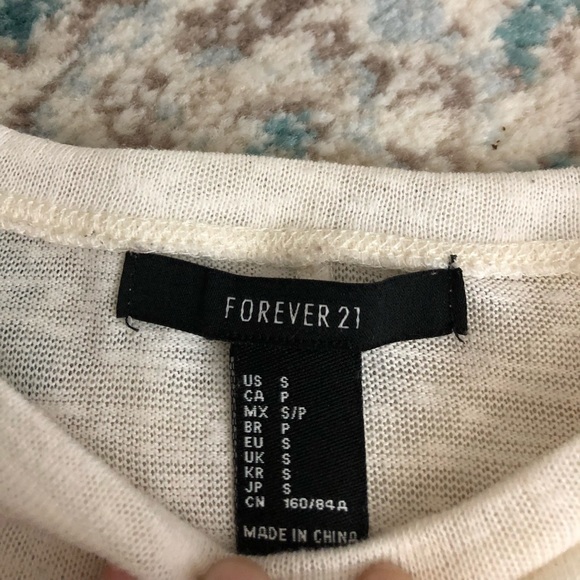 FOREVER 21
US S
CA P
MX S/P
BR P
EU S
UK S
KR S
JP S
CN 160/84A
MADE IN CHINA